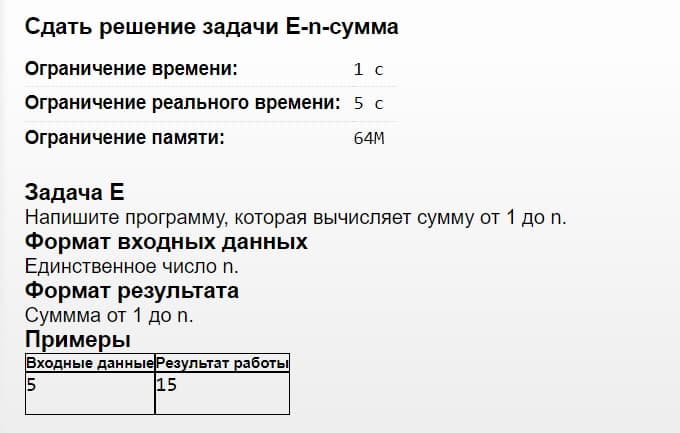 Сдать решение задачи E-n-сумма
Ограничение времени: 1 с
Ограничение реального времени: 5 с
Ограничение памяти: 64M
Задача E
Напишите программу, которая вычисляет сумму от 1 до n.
Формат входных данных
Единственное число n.
Формат результата
Суммма от 1 до n.
Примеры
Входные данные Результат работы
5 15